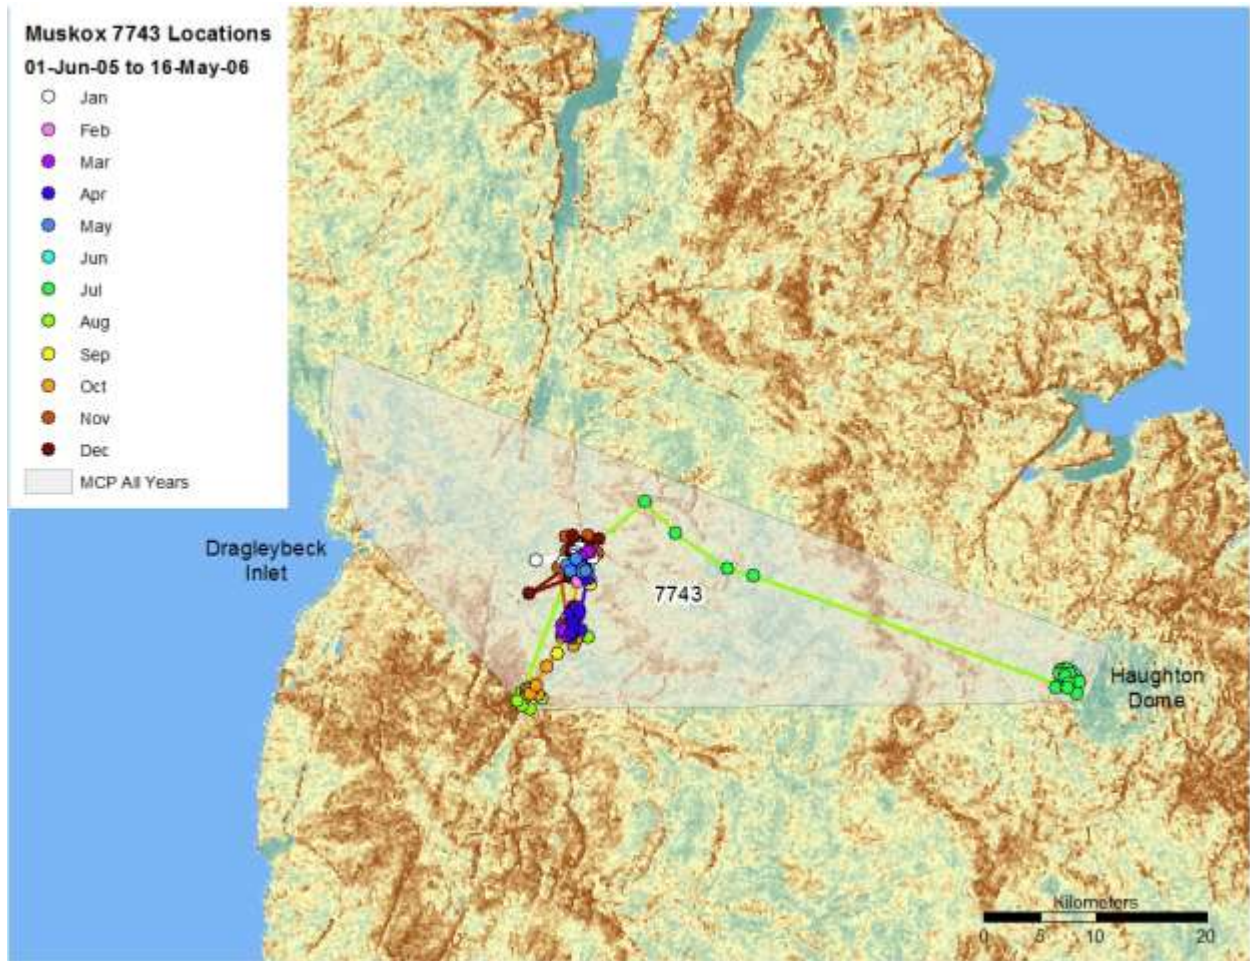 Muskox 7743 Locations
01-Jun-05 to 16-May-06
Jan
Feb
Mar
Apr
May
Jun
Jul
Aug
Sep
Oct
Nov
Dec
MCP All Years
Dragleybeck
Inlet
7743
Haughton
Dome
Kilometers
0 5 10 20